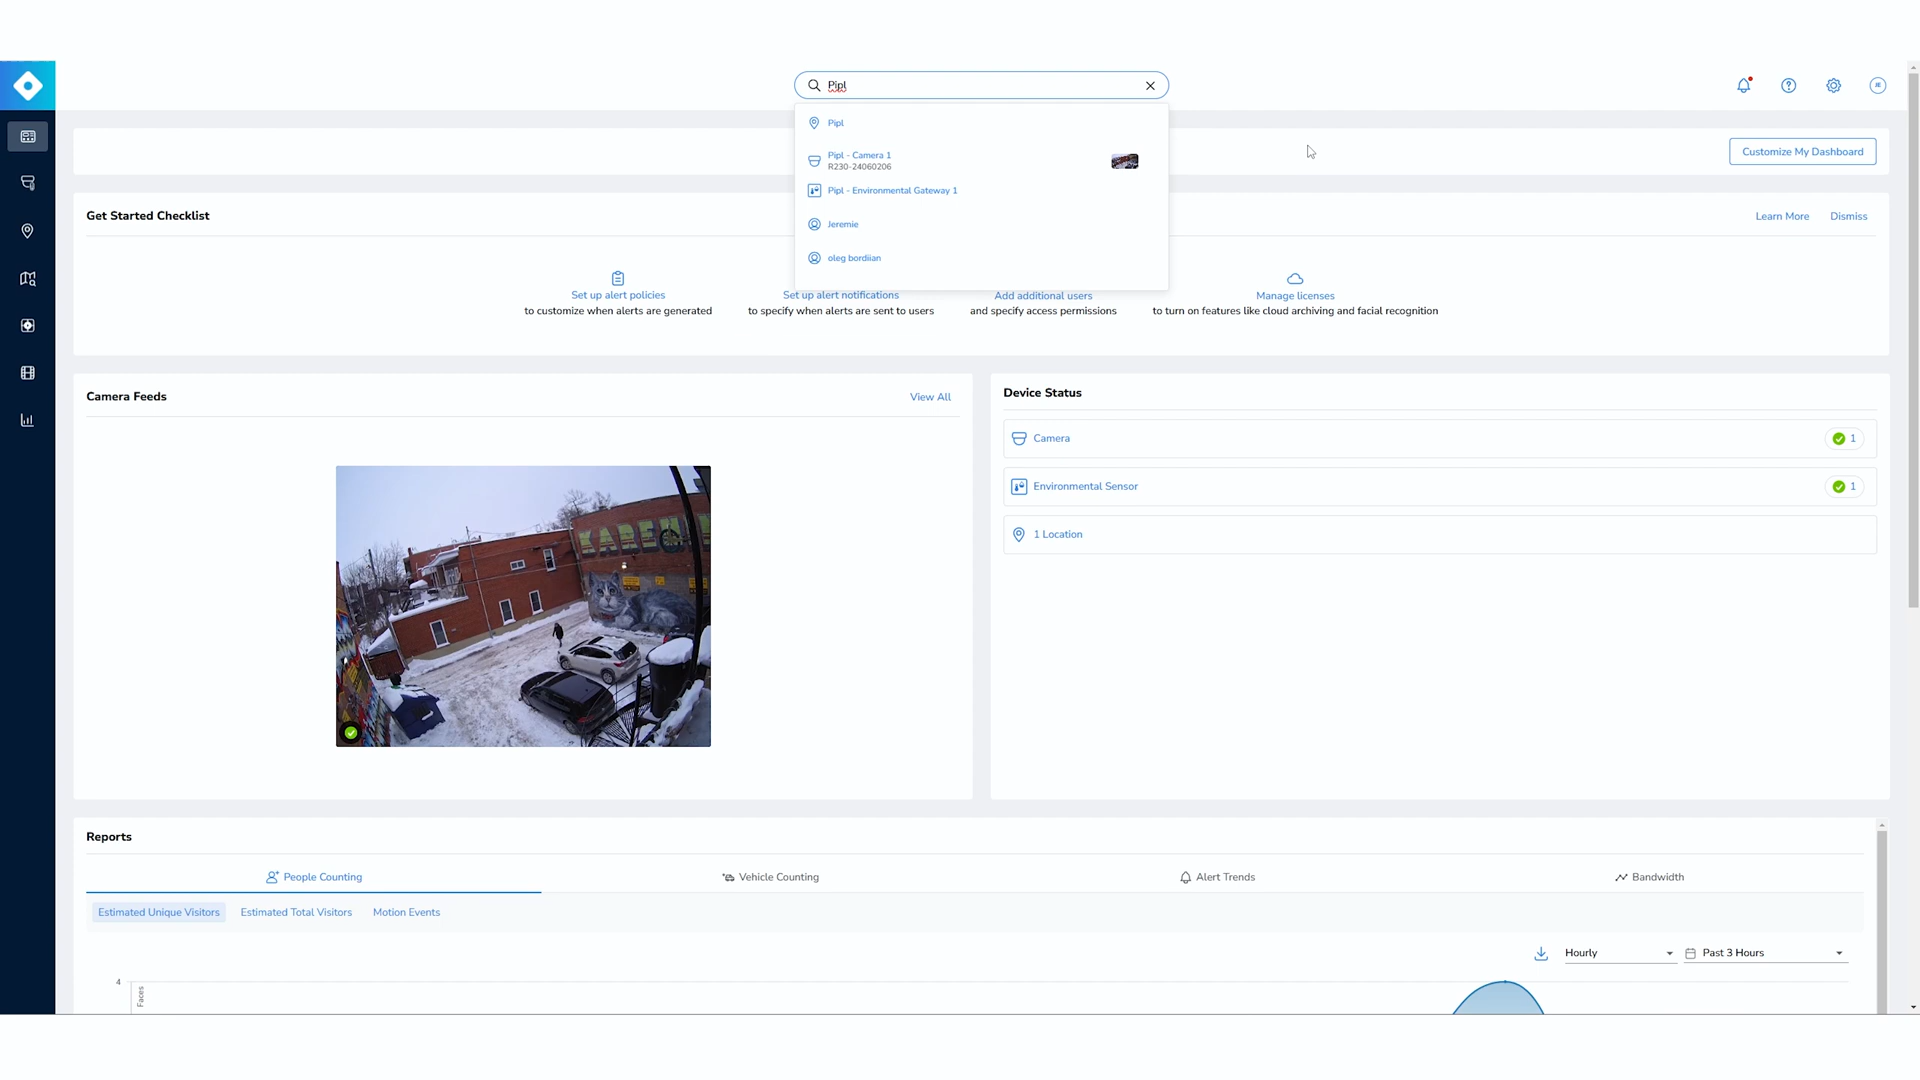 Pipl
JE
Pipl
Pipl - Camera 1
R230-24060206
Pipl - Environmental Gateway 1
Jeremie
oleg bordiian
Customize My Dashboard
Get Started Checklist
Learn More
Dismiss
Set up alert policies
to customize when alerts are generated
Set up alert notifications
to specify when alerts are sent to users
Add additional users
and specify access permissions
Manage licenses
to turn on features like cloud archiving and facial recognition
Camera Feeds
View All
Device Status
Camera
1
Environmental Sensor
1
1 Location
Reports
People Counting
Vehicle Counting
Alert Trends
Bandwidth
Estimated Unique Visitors
Estimated Total Visitors
Motion Events
Hourly
Past 3 Hours
4
Faces